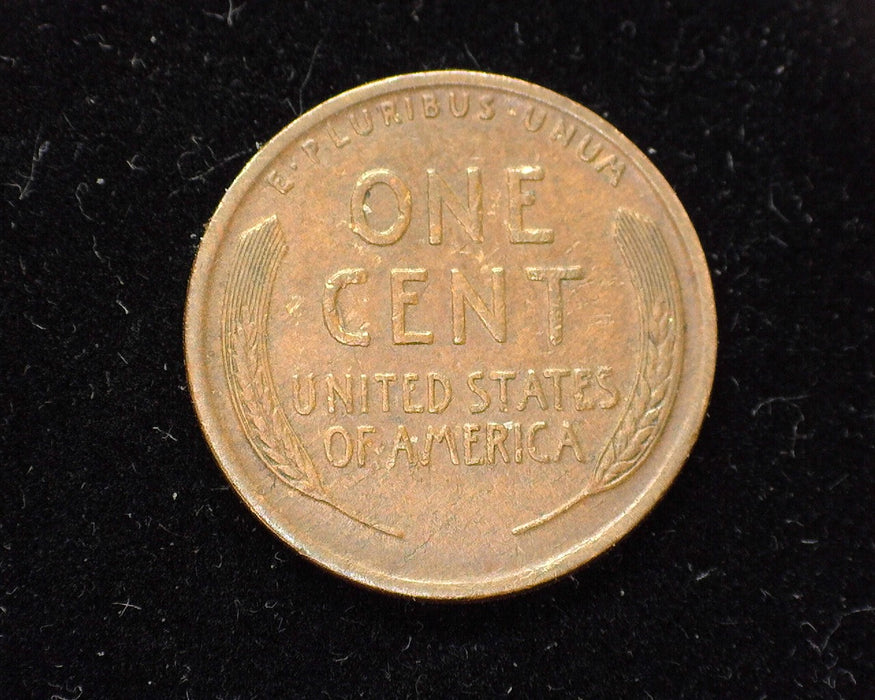 E·PLURIBUS·UNUM
ONE
CENT
UNITED STATES
OF·AMERICA